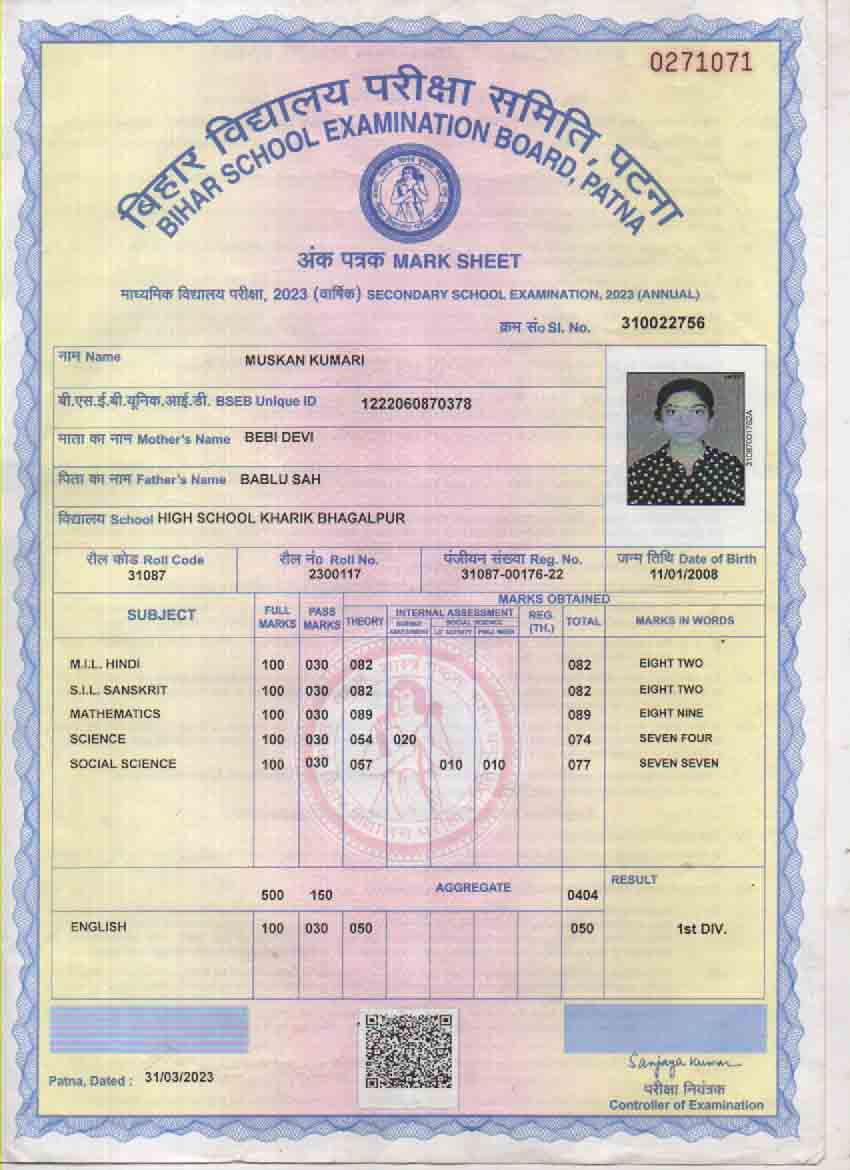 0271071
बिहार विद्यालय परीक्षा समिति, पटना
BIHAR SCHOOL EXAMINATION BOARD, PATNA
अंक पत्रक MARK SHEET
माध्यमिक विद्यालय परीक्षा, 2023 (वार्षिक) SECONDARY SCHOOL EXAMINATION, 2023 (ANNUAL)
क्रम सं० Sl. No. 310022756
नाम Name MUSKAN KUMARI
बी.एस.ई.बी.यूनिक.आई.डी. BSEB Unique ID 1222060870378
माता का नाम Mother's Name BEBI DEVI
पिता का नाम Father's Name BABLU SAH
विद्यालय School HIGH SCHOOL KHARIK BHAGALPUR
रौल कोड Roll Code रौल नं० Roll No. पंजीयन संख्या Reg. No. जन्म तिथि Date of Birth
31087 2300117 31087-00176-22 11/01/2008
MARKS OBTAINED
SUBJECT FULL MARKS PASS MARKS THEORY INTERNAL ASSESSMENT REG. (TH.) TOTAL MARKS IN WORDS
SOCIAL SCIENCE
M.I.L. HINDI 100 030 082 082 EIGHT TWO
S.I.L. SANSKRIT 100 030 082 082 EIGHT TWO
MATHEMATICS 100 030 089 089 EIGHT NINE
SCIENCE 100 030 054 020 074 SEVEN FOUR
SOCIAL SCIENCE 100 030 057 010 010 077 SEVEN SEVEN
500 150 AGGREGATE 0404 RESULT
ENGLISH 100 030 050 050 1st DIV.
Patna, Dated : 31/03/2023
Sanjaya Kumar
परीक्षा नियंत्रक
Controller of Examination